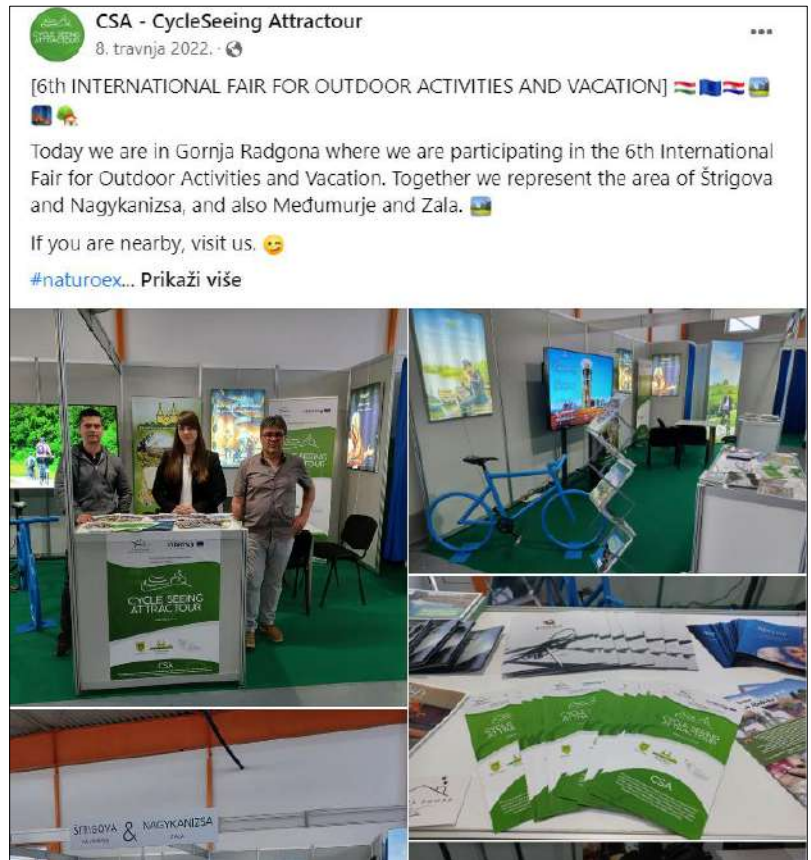 CSA - CycleSeeing Attractour
8. travnja 2022. ·
[6th INTERNATIONAL FAIR FOR OUTDOOR ACTIVITIES AND VACATION]
Today we are in Gornja Radgona where we are participating in the 6th International
Fair for Outdoor Activities and Vacation. Together we represent the area of Štrigova
and Nagykanizsa, and also Međumurje and Zala.
If you are nearby, visit us.
#naturoex... Prikaži više
CYCLE SEEING
ATTRACTOUR
CSA
CYCLE SEEING
ATTRACTOUR
CSA
ŠTRIGOVA & NAGYKANIZSA